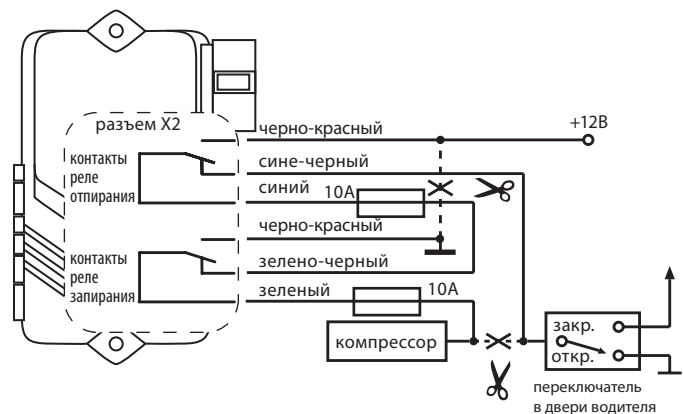 разъем X2
черно-красный
+12В
контакты
реле
отпирания
сине-черный
синий
10А
черно-красный
контакты
реле
запирания
зелено-черный
зеленый
10А
компрессор
закр.
откр.
переключатель
в двери водителя